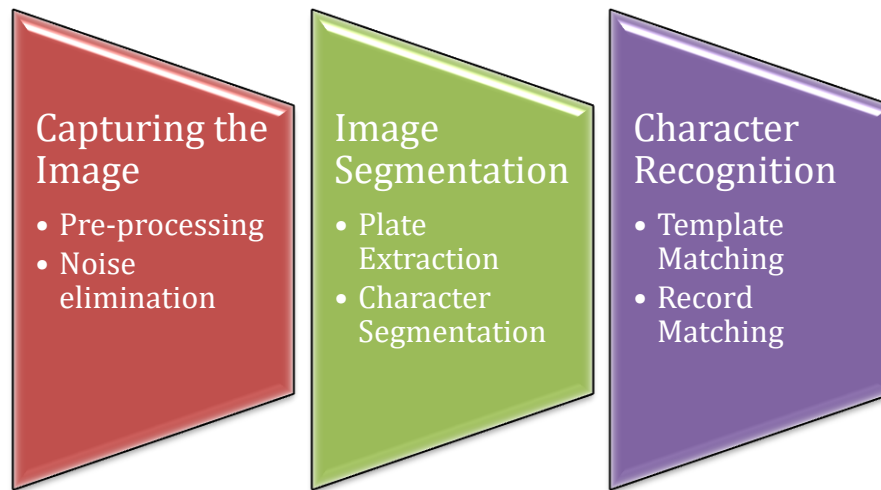 Capturing the
Image
• Pre-processing
• Noise
elimination
Image
Segmentation
• Plate
Extraction
• Character
Segmentation
Character
Recognition
• Template
Matching
• Record
Matching